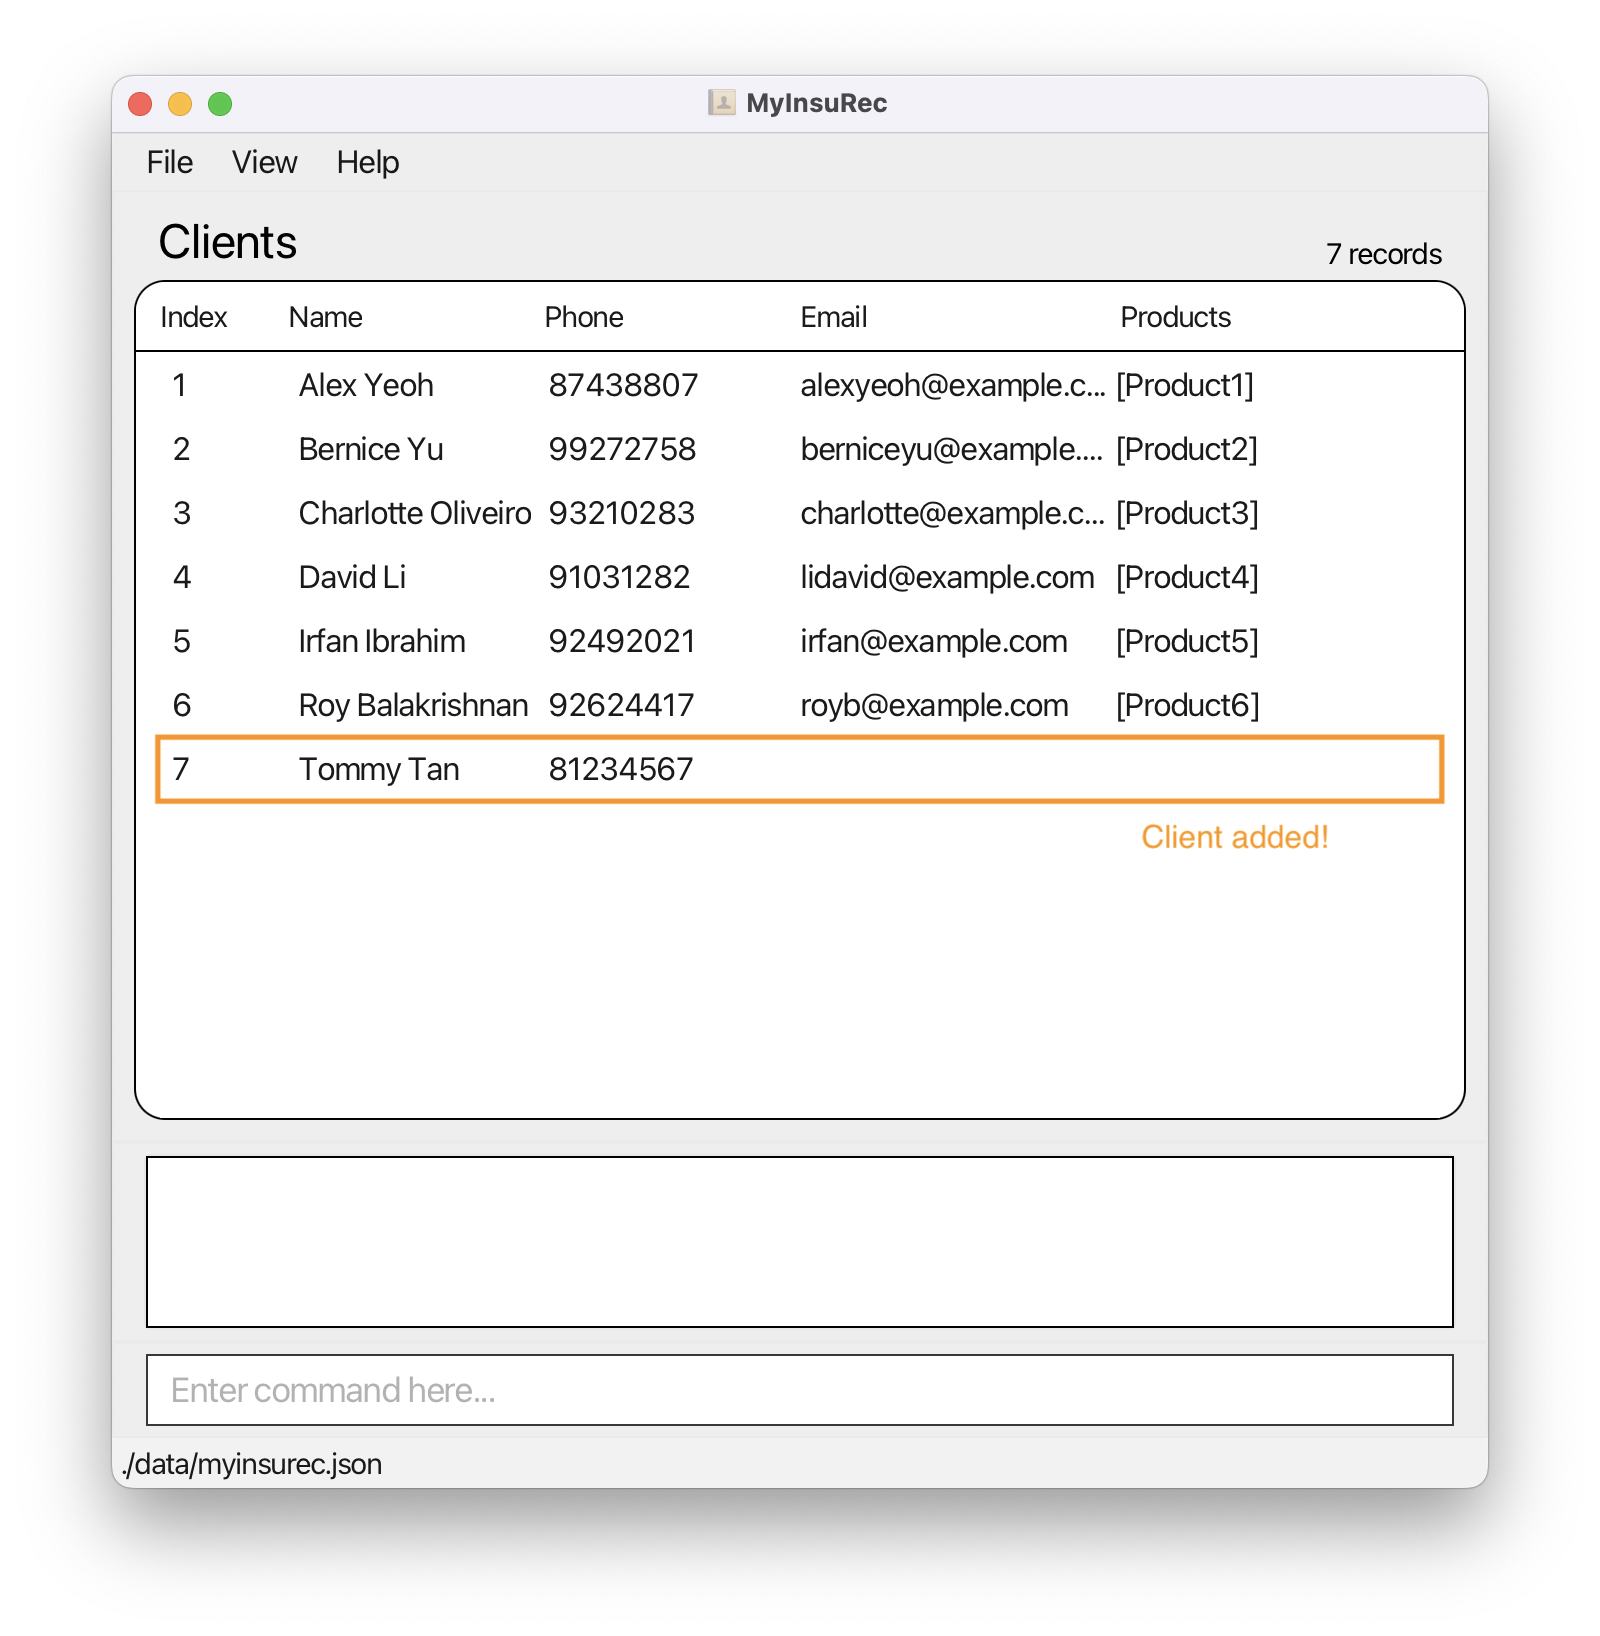 MyInsuRec
File View Help
Clients
7 records
Index Name Phone Email Products
1 Alex Yeoh 87438807 alexyeoh@example.c... [Product1]
2 Bernice Yu 99272758 berniceyu@example.... [Product2]
3 Charlotte Oliveiro 93210283 charlotte@example.c... [Product3]
4 David Li 91031282 lidavid@example.com [Product4]
5 Irfan Ibrahim 92492021 irfan@example.com [Product5]
6 Roy Balakrishnan 92624417 royb@example.com [Product6]
7 Tommy Tan 81234567
Client added!
Enter command here...
./data/myinsurec.json